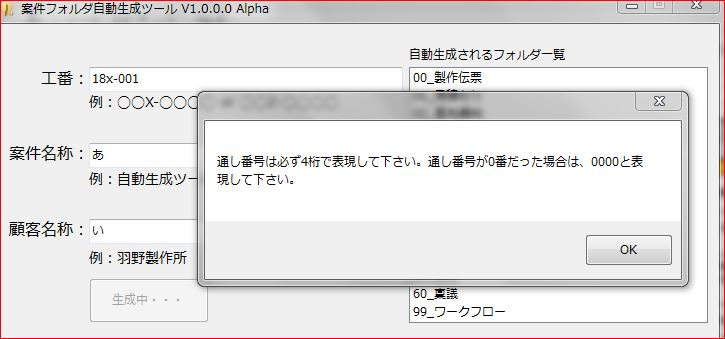 案件フォルダ自動生成ツール V1.0.0.0 Alpha
自動生成されるフォルダ一覧
工番：
18x-001
00_製作伝票
例：〇〇X-〇〇〇
案件名称：
あ
例：自動生成ツー
通し番号は必ず4桁で表現して下さい。通し番号が0番だった場合は、0000と表
現して下さい。
OK
顧客名称：
い
例：羽野製作所
生成中・・・
60_稟議
99_ワークフロー